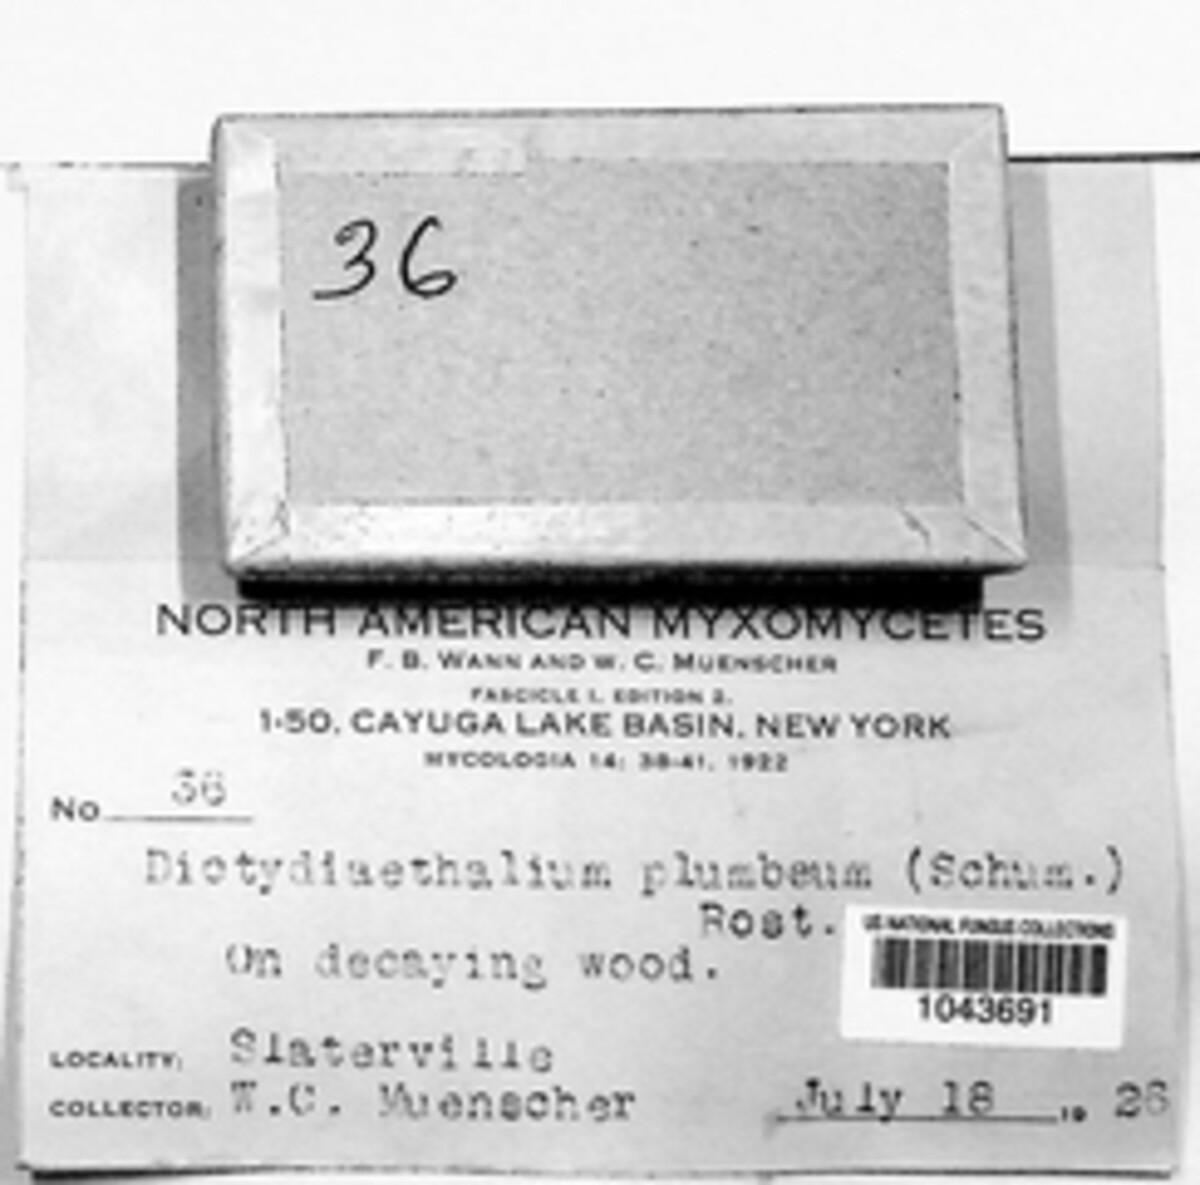 36
NORTH AMERICAN MYXOMYCETES
F. B. WANN AND W. C. MUENSCHER
FASCICLE 1. EDITION 2.
1-50, CAYUGA LAKE BASIN, NEW YORK
MYCOLOGIA 14: 38-41, 1922
No 36
Dictydiaethalium plumbeum (Schum.)
Rost.
On decaying wood.
US NATIONAL FUNGUS COLLECTIONS
1043691
LOCALITY: Slaterville
COLLECTOR: W.C. Muenscher July 18 19